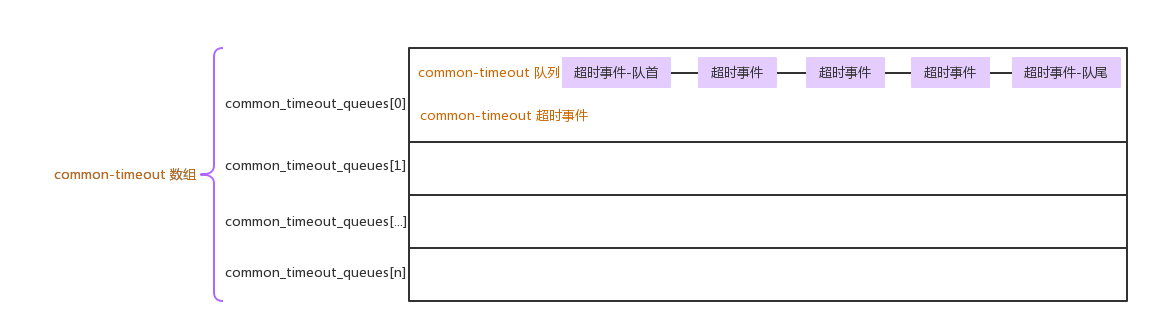 common-timeout 队列 超时事件-队首 超时事件 超时事件 超时事件 超时事件-队尾
common_timeout_queues[0]
common-timeout 超时事件
common_timeout_queues[1]
common-timeout 数组
common_timeout_queues[...]
common_timeout_queues[n]